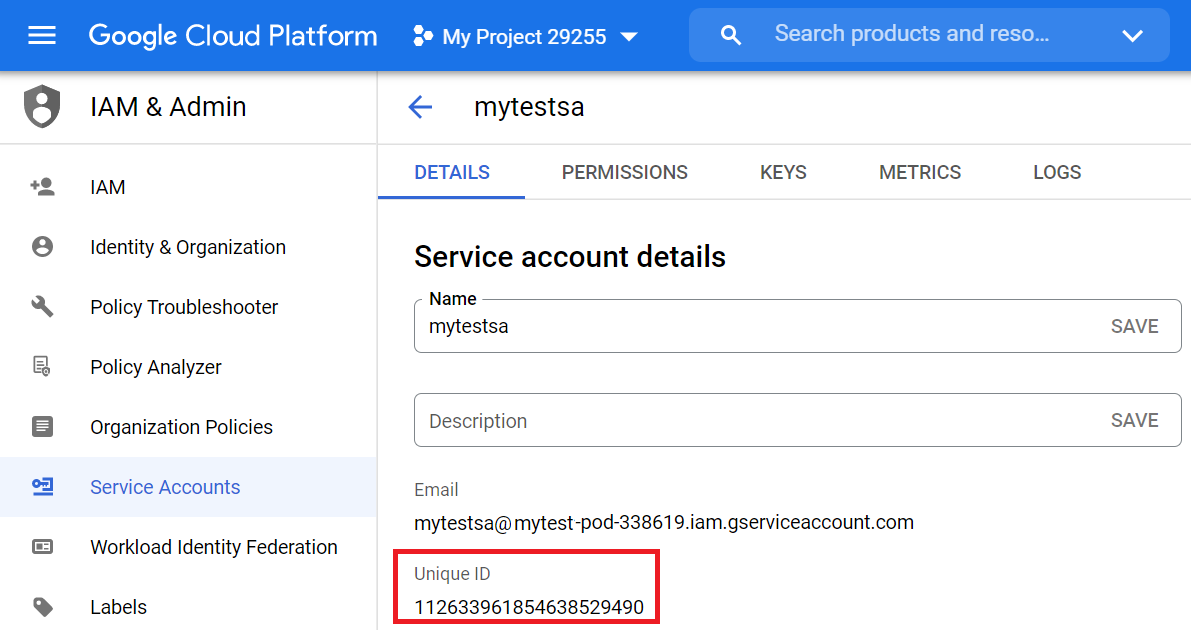 Google Cloud Platform
My Project 29255
Search products and reso...
IAM & Admin
IAM
Identity & Organization
Policy Troubleshooter
Policy Analyzer
Organization Policies
Service Accounts
Workload Identity Federation
Labels
mytestsa
DETAILS PERMISSIONS KEYS METRICS LOGS
Service account details
Name
mytestsa SAVE
Description SAVE
Email
mytestsa@mytest-pod-338619.iam.gserviceaccount.com
Unique ID
112633961854638529490